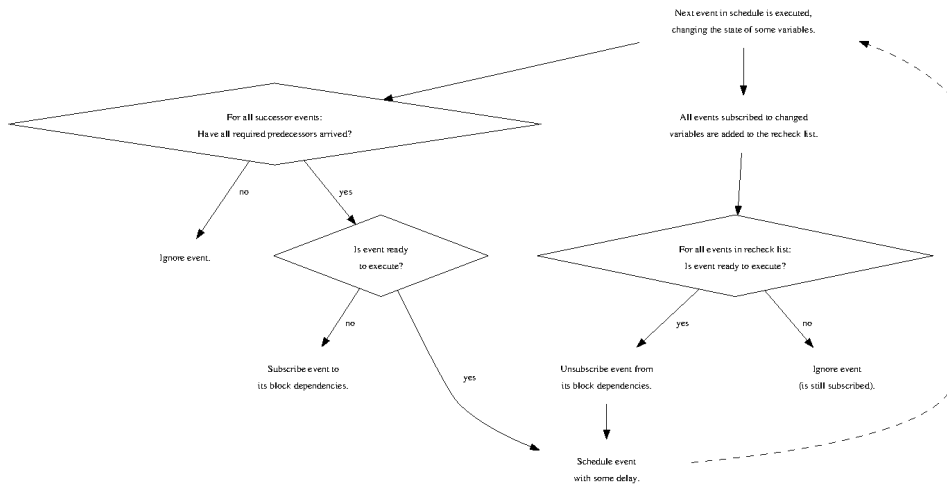 Next event in schedule is executed,
changing the state of some variables.
For all successor events:
Have all required predecessors arrived?
All events subscribed to changed
variables are added to the recheck list.
no
yes
Ignore event.
Is event ready
to execute?
For all events in recheck list:
Is event ready to execute?
no
yes
yes
no
Subscribe event to
its block dependencies.
Unsubscribe event from
its block dependencies.
Ignore event
(is still subscribed).
Schedule event
with some delay.